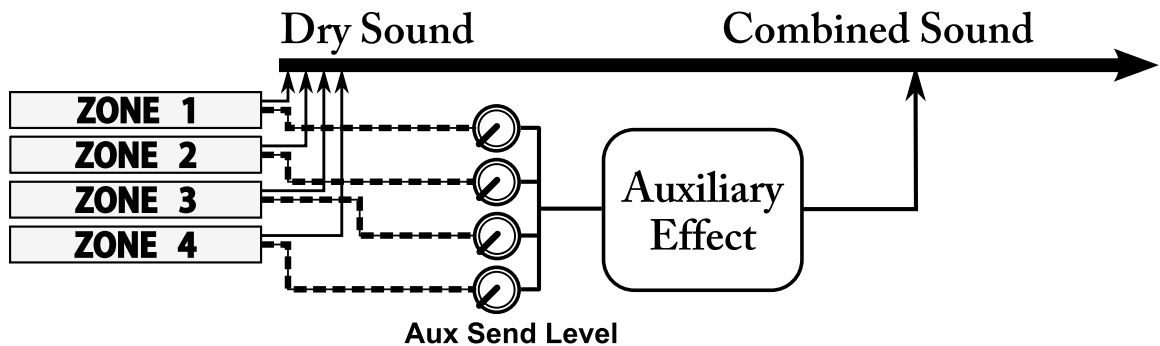 Dry Sound
Combined Sound
ZONE 1
ZONE 2
ZONE 3
ZONE 4
Auxiliary
Effect
Aux Send Level